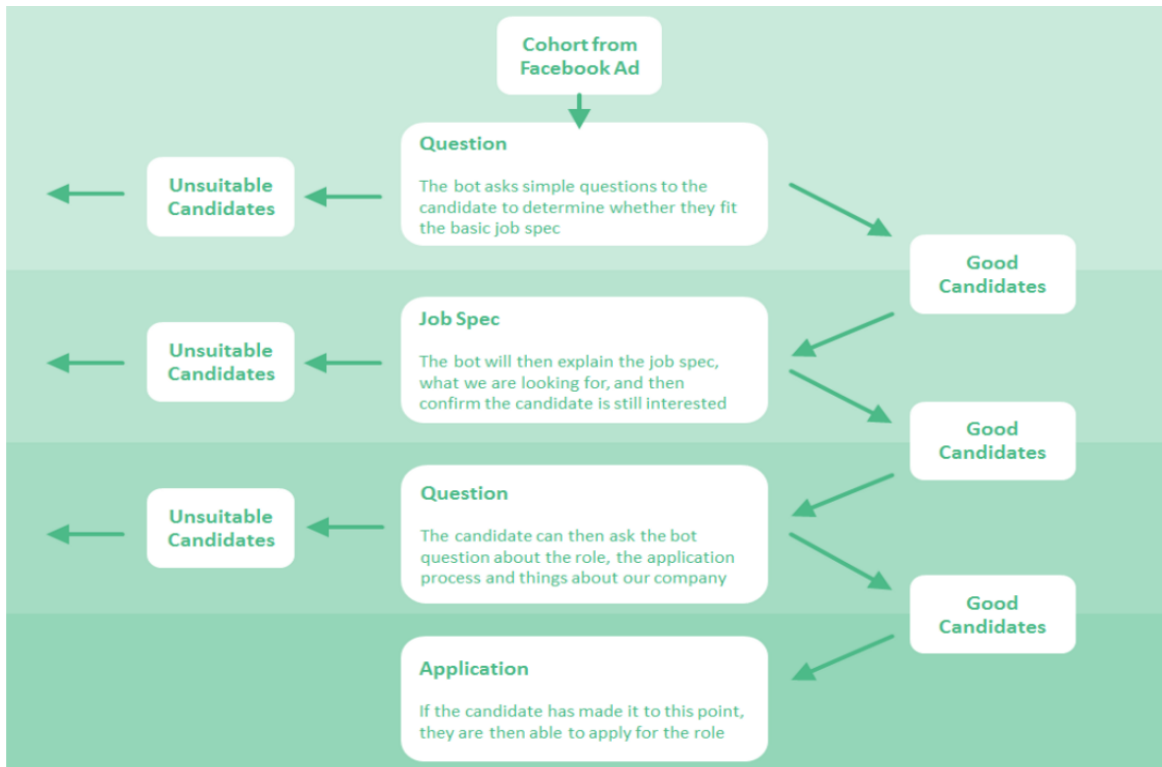 Cohort from
Facebook Ad
Question
The bot asks simple questions to the
candidate to determine whether they fit
the basic job spec
Unsuitable
Candidates
Good
Candidates
Job Spec
The bot will then explain the job spec,
what we are looking for, and then
confirm the candidate is still interested
Unsuitable
Candidates
Good
Candidates
Question
The candidate can then ask the bot
question about the role, the application
process and things about our company
Unsuitable
Candidates
Good
Candidates
Application
If the candidate has made it to this point,
they are then able to apply for the role